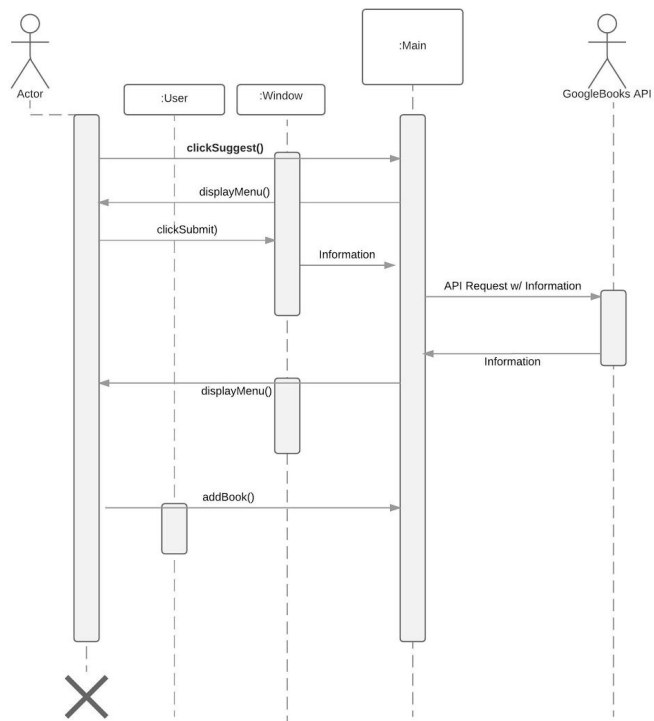 :Main
Actor
:User
:Window
GoogleBooks API
clickSuggest()
displayMenu()
clickSubmit)
Information
API Request w/ Information
Information
displayMenu()
addBook()